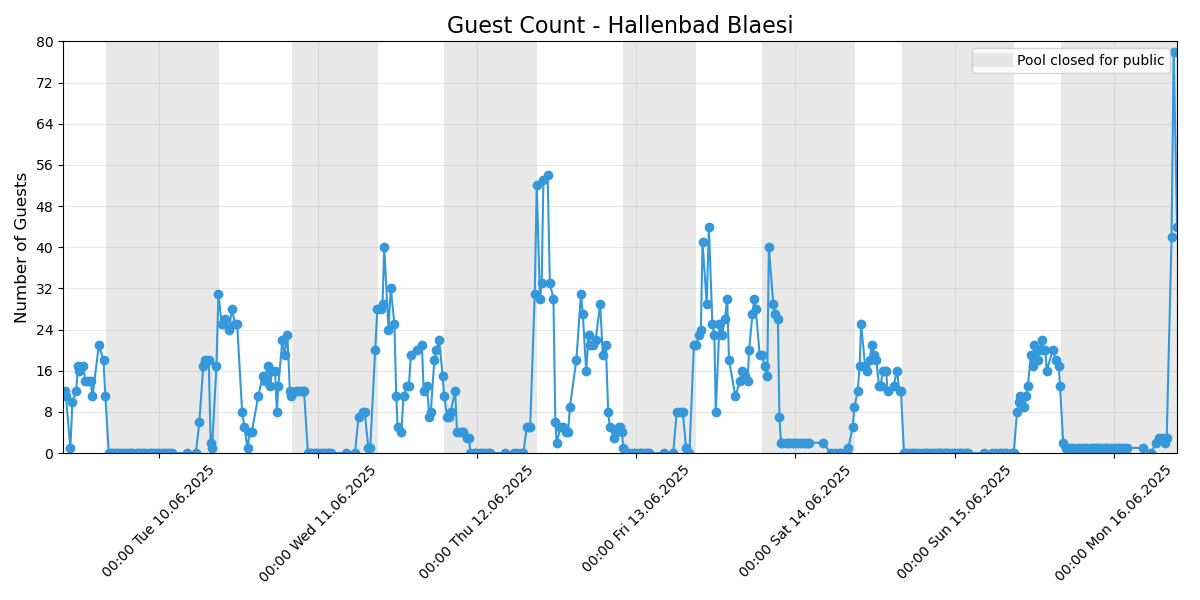 Guest Count - Hallenbad Blaesi
Pool closed for public
Number of Guests
80
72
64
56
48
40
32
24
16
8
0
00:00 Tue 10.06.2025
00:00 Wed 11.06.2025
00:00 Thu 12.06.2025
00:00 Fri 13.06.2025
00:00 Sat 14.06.2025
00:00 Sun 15.06.2025
00:00 Mon 16.06.2025